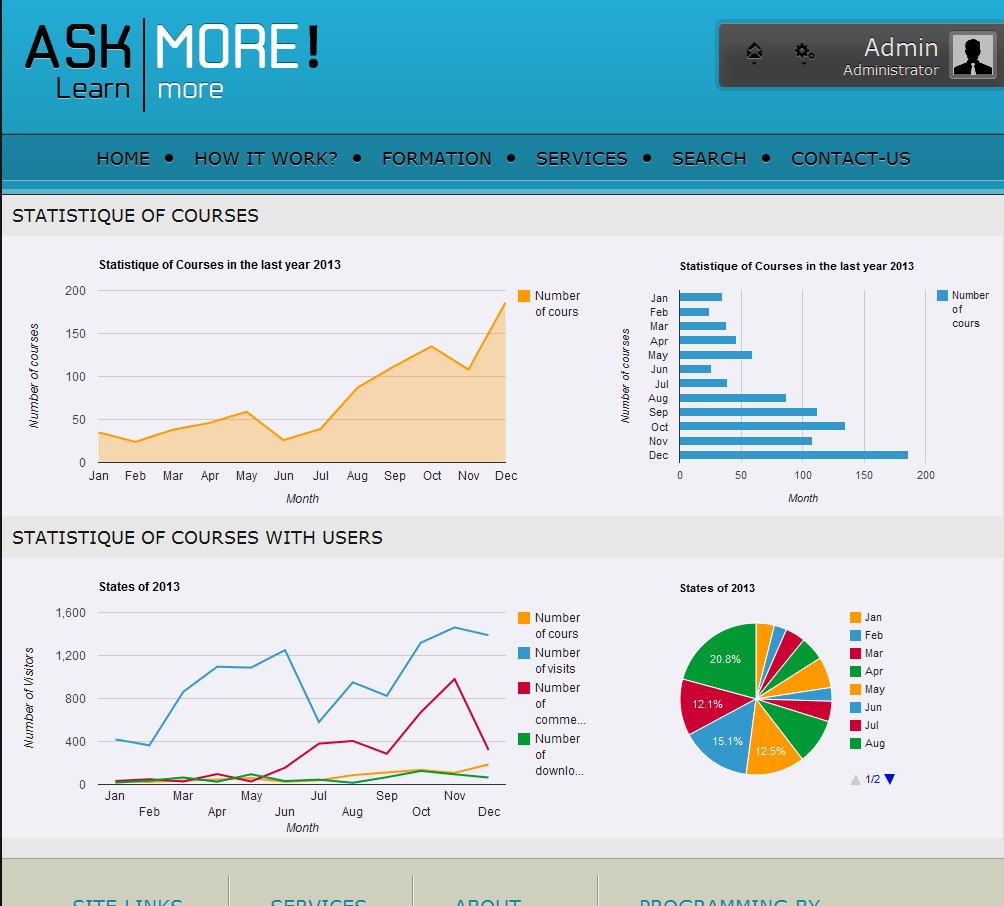 ASK MORE!
Learn more
Admin
Administrator
HOME • HOW IT WORK? • FORMATION • SERVICES • SEARCH • CONTACT-US
STATISTIQUE OF COURSES
Statistique of Courses in the last year 2013
200
150
100
50
0
Number of courses
Jan Feb Mar Apr May Jun Jul Aug Sep Oct Nov Dec
Month
Number
of cours
Statistique of Courses in the last year 2013
Number of courses
Jan
Feb
Mar
Apr
May
Jun
Jul
Aug
Sep
Oct
Nov
Dec
0 50 100 150 200
Month
Number
of
cours
STATISTIQUE OF COURSES WITH USERS
States of 2013
1,600
1,200
800
400
0
Number of Visitors
Jan Mar May Jul Sep Nov
Feb Apr Jun Aug Oct Dec
Month
Number
of cours
Number
of visits
Number
of
comme...
Number
of
downlo...
States of 2013
20.8%
12.1%
15.1%
12.5%
Jan
Feb
Mar
Apr
May
Jun
Jul
Aug
1/2
SITE LINKS SERVICES ABOUT PROGRAMMING BY